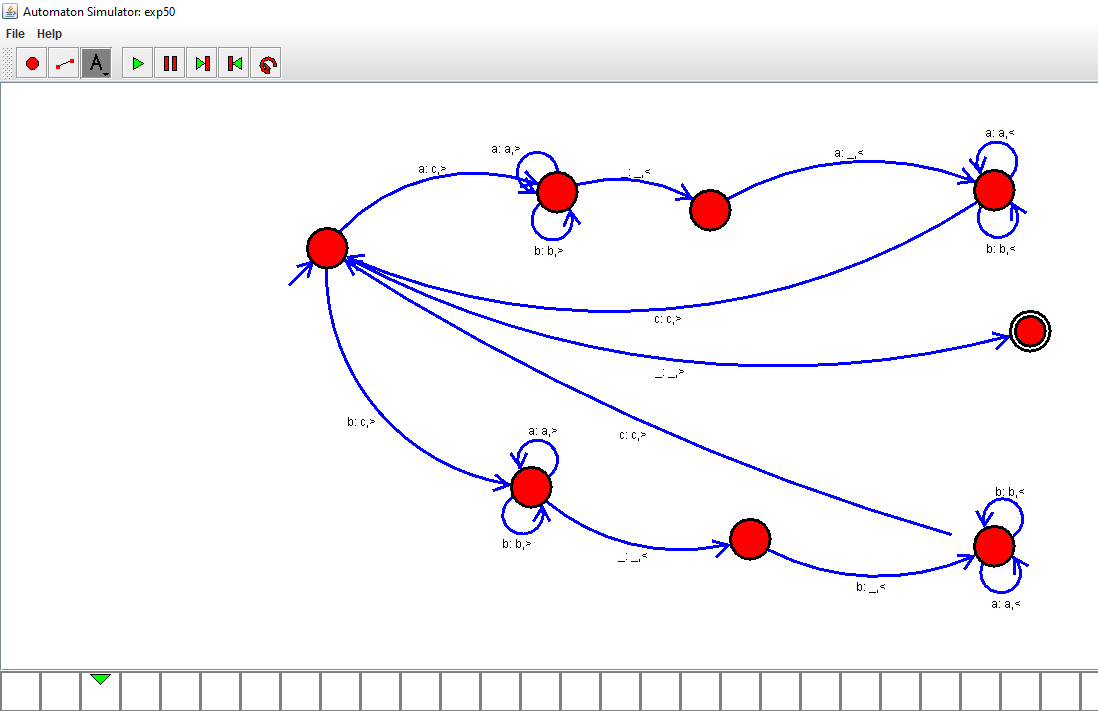 Automaton Simulator: exp50
File Help
A
a: a,<
a: a,> a: _,<
a: c,> _: _,<
b: b,> b: b,<
c: c,>
_: _,>
b: c,> a: a,> c: c,>
b: b,<
b: b,> _: _,<
b: _,<
a: a,<